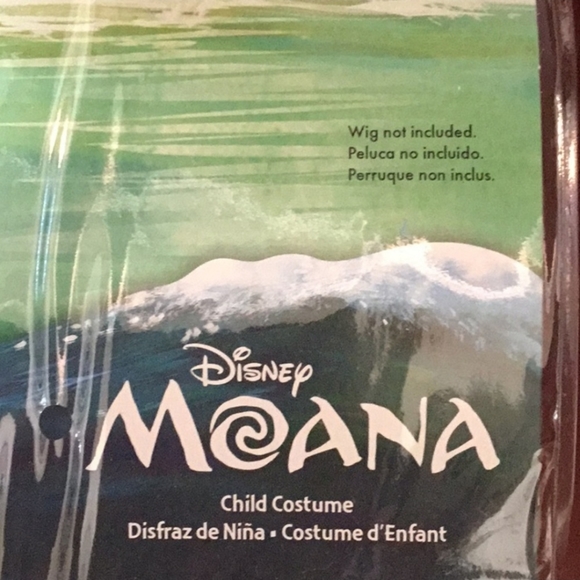 Wig not included.
Peluca no incluido.
Perruque non inclus.
Disney
MOANA
Child Costume
Disfraz de Niña ▪ Costume d'Enfant